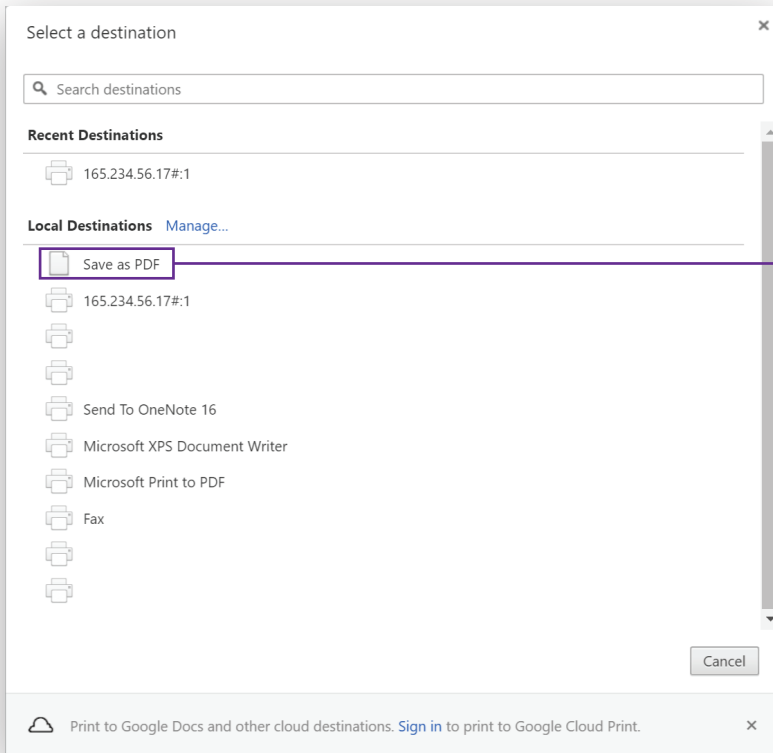 Select a destination
Search destinations
Recent Destinations
165.234.56.17#:1
Local Destinations Manage...
Save as PDF
165.234.56.17#:1
Send To OneNote 16
Microsoft XPS Document Writer
Microsoft Print to PDF
Fax
Cancel
Print to Google Docs and other cloud destinations. Sign in to print to Google Cloud Print.